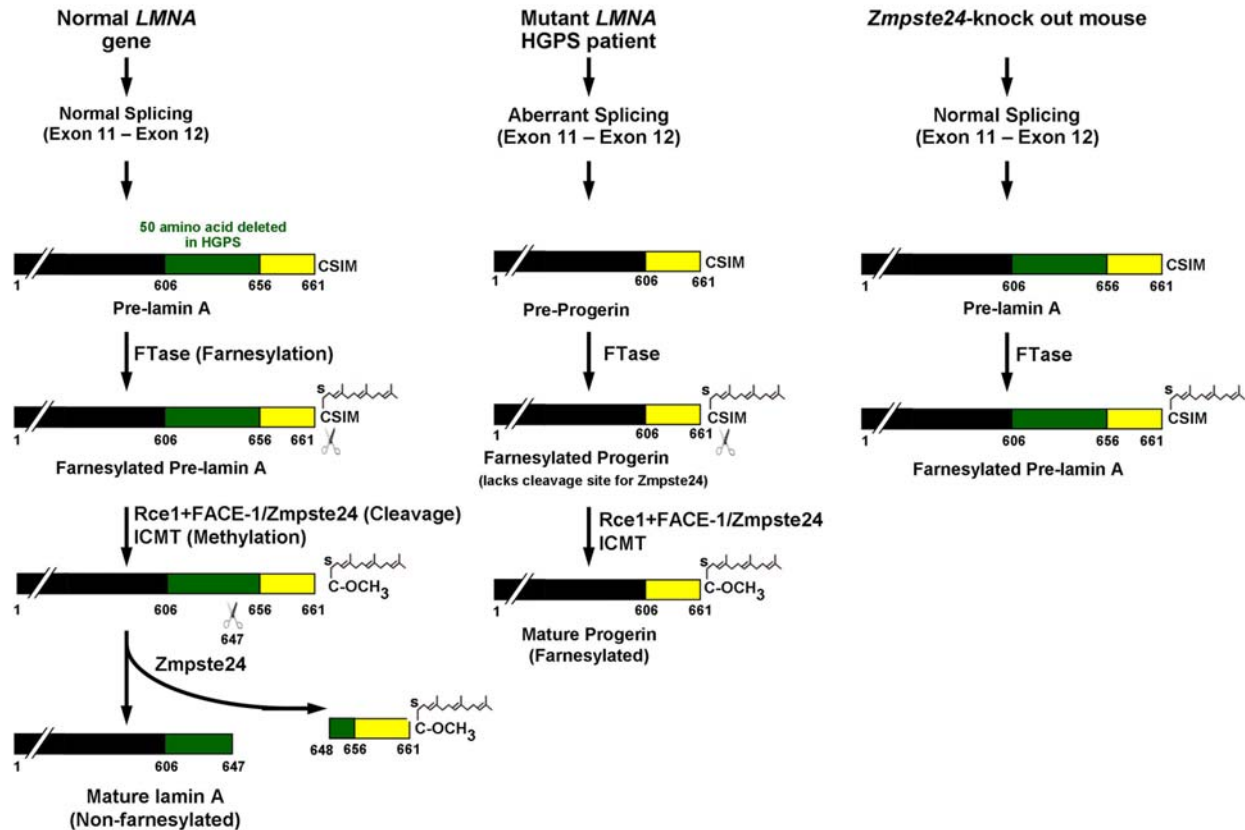 Normal LMNA
gene
Normal Splicing
(Exon 11 – Exon 12)
50 amino acid deleted
in HGPS
CSIM
1
606
656
661
Pre-lamin A
FTase (Farnesylation)
S
CSIM
1
606
656
661
Farnesylated Pre-lamin A
Rce1+FACE-1/Zmpste24 (Cleavage)
ICMT (Methylation)
S
C-OCH3
1
606
656
661
647
Zmpste24
S
C-OCH3
648
656
661
1
606
647
Mature lamin A
(Non-farnesylated)
Mutant LMNA
HGPS patient
Aberrant Splicing
(Exon 11 – Exon 12)
CSIM
1
606
661
Pre-Progerin
FTase
S
CSIM
1
606
661
Farnesylated Progerin
(lacks cleavage site for Zmpste24)
Rce1+FACE-1/Zmpste24
ICMT
S
C-OCH3
1
606
661
Mature Progerin
(Farnesylated)
Zmpste24-knock out mouse
Normal Splicing
(Exon 11 – Exon 12)
CSIM
1
606
656
661
Pre-lamin A
FTase
S
CSIM
1
606
656
661
Farnesylated Pre-lamin A